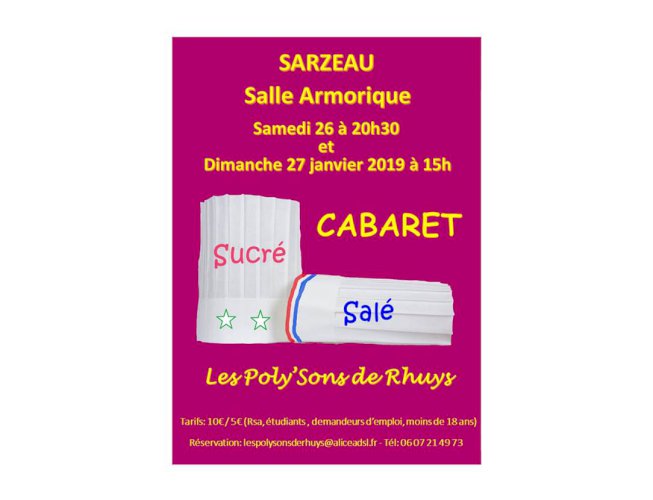 SARZEAU
Salle Armorique
Samedi 26 à 20h30
et
Dimanche 27 janvier 2019 à 15h
CABARET
Sucré
Salé
Les Poly'Sons de Rhuys
Tarifs: 10€ / 5€ (Rsa, étudiants , demandeurs d'emploi, moins de 18 ans)
Réservation: lespolysonsderhuys@aliceadsl.fr - Tél: 06 07 21 49 73